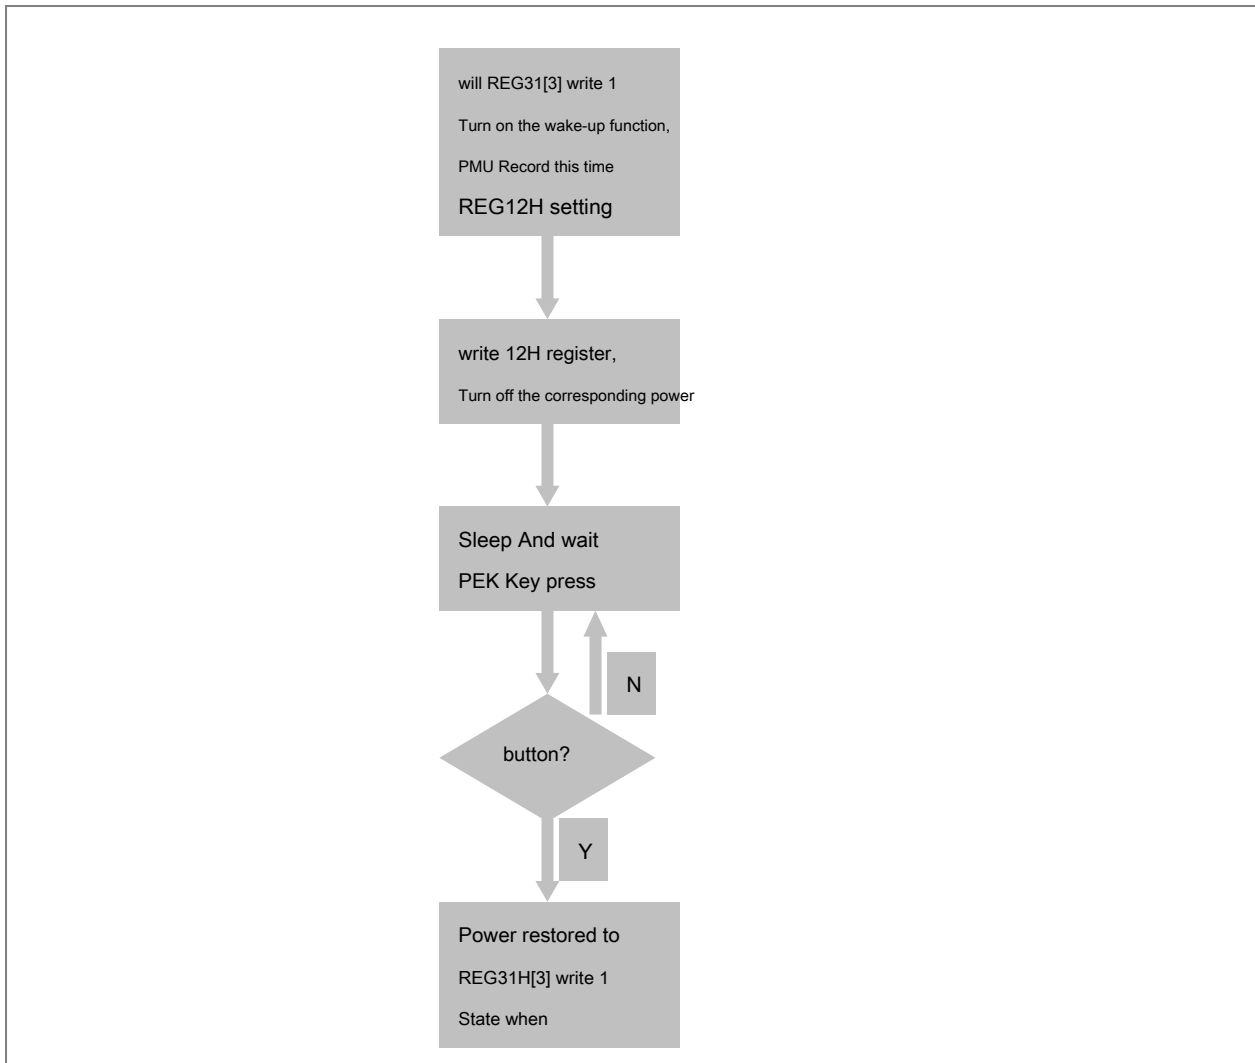 will REG31[3] write 1
Turn on the wake-up function,
PMU Record this time
REG12H setting
write 12H register,
Turn off the corresponding power
Sleep And wait
PEK Key press
N
button?
Y
Power restored to
REG31H[3] write 1
State when